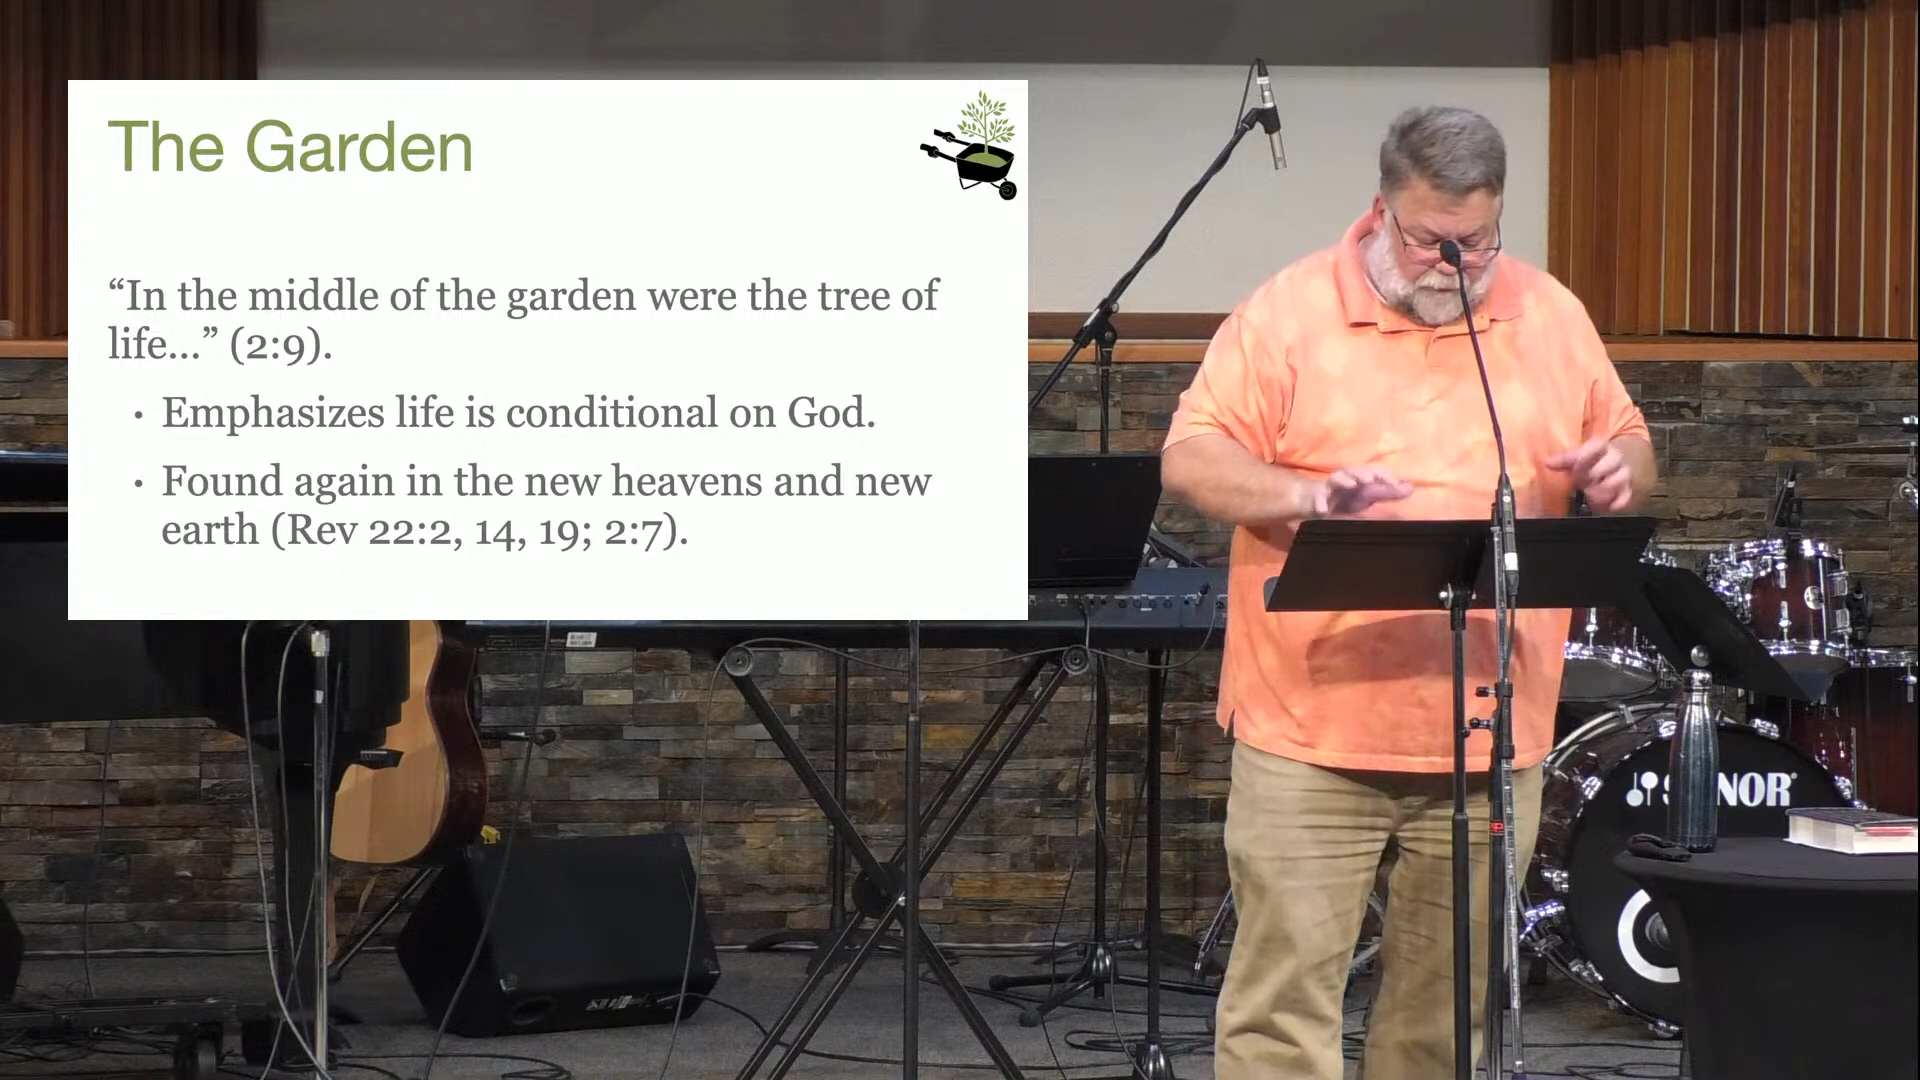 The Garden
“In the middle of the garden were the tree of
life...” (2:9).
• Emphasizes life is conditional on God.
• Found again in the new heavens and new
earth (Rev 22:2, 14, 19; 2:7).